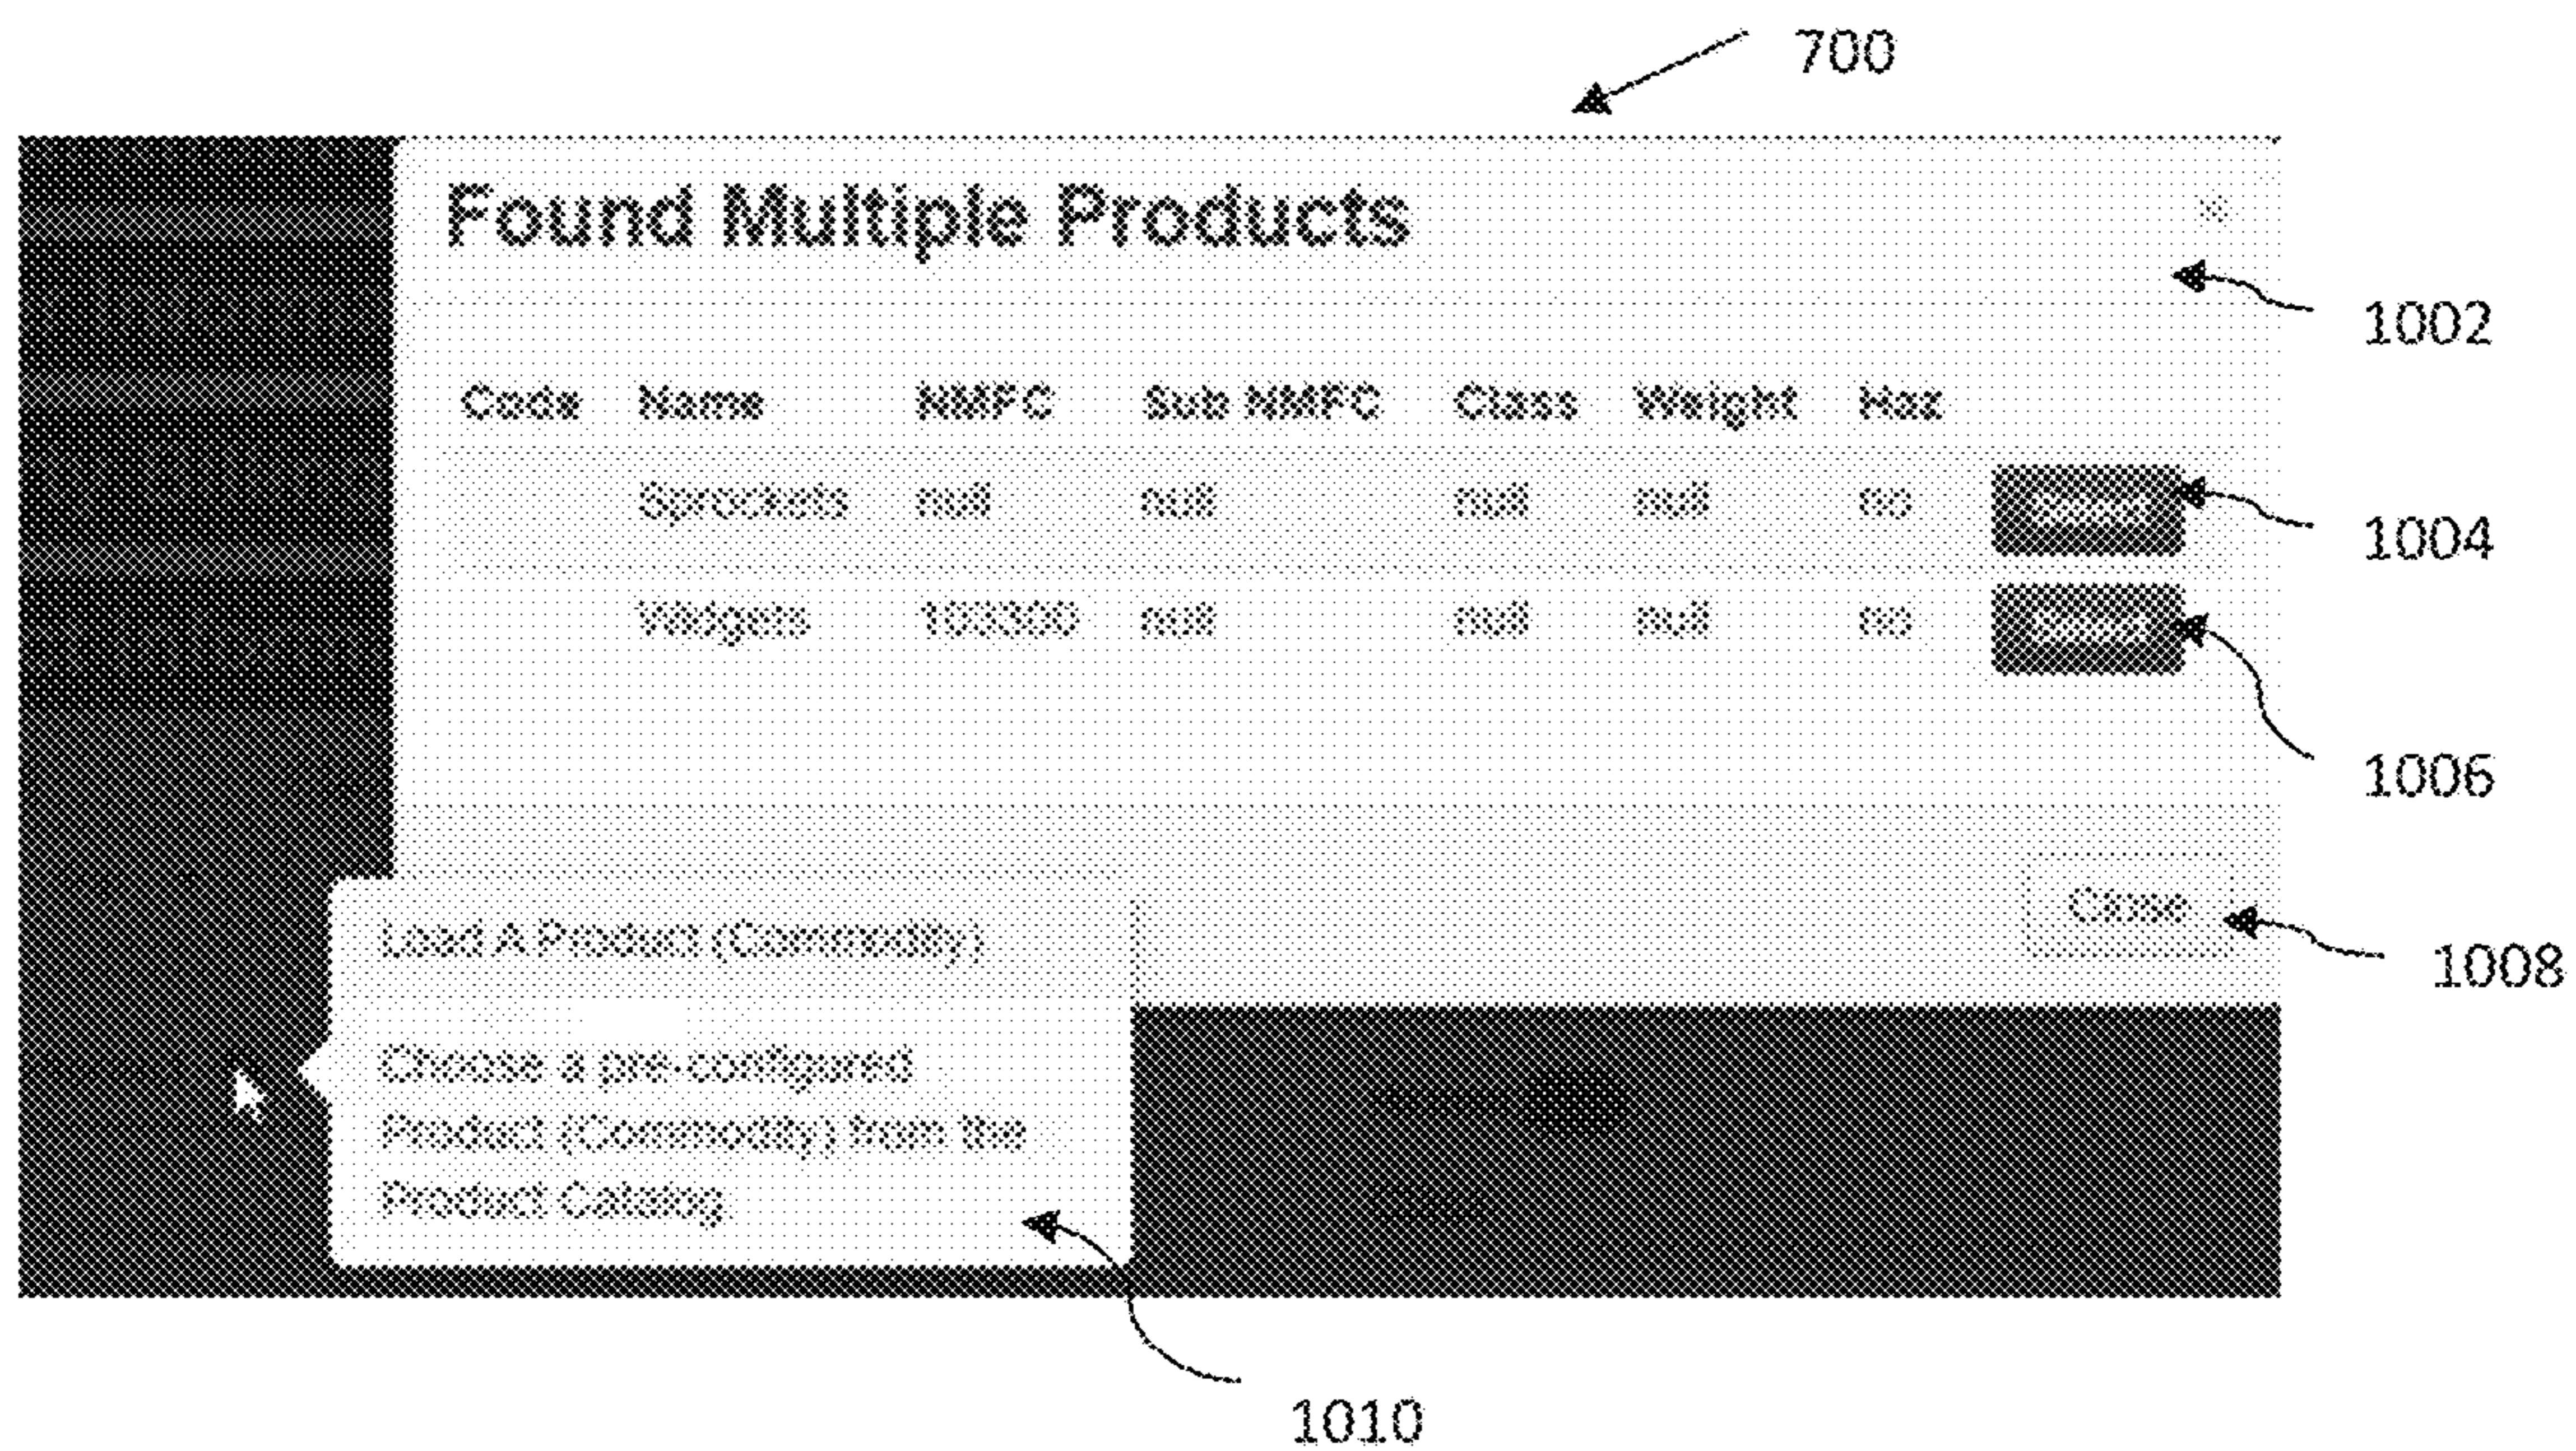 700
Found Multiple Products ×
1002
Code Name NMFC Sub NMFC Class Weight Haz
Sprockets null null null null no
1004
Widgets null null null no
1006
Close
1008
Load A Product (Commodity)
Choose a pre-configured
Product (Commodity) from the
Product Catalog
1010